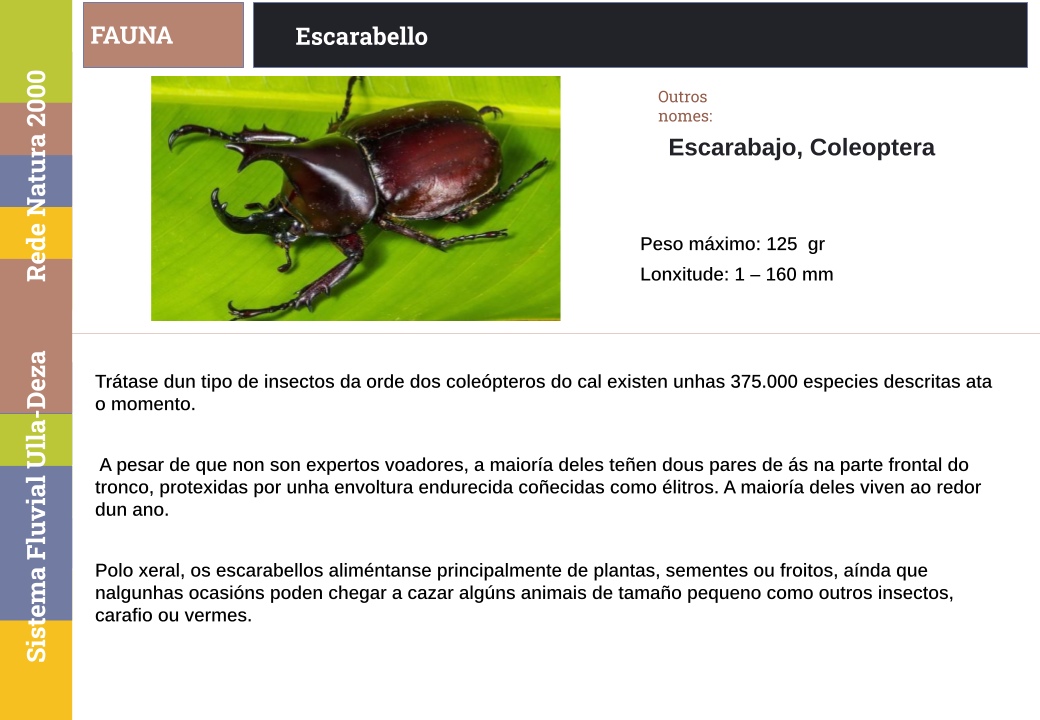 FAUNA
Escarabello
Outros
nomes:
Escarabajo, Coleoptera
Peso máximo: 125  gr
Lonxitude: 1 – 160 mm
Rede Natura 2000
Sistema Fluvial Ulla-Deza
Trátase dun tipo de insectos da orde dos coleópteros do cal existen unhas 375.000 especies descritas ata
o momento.
A pesar de que non son expertos voadores, a maioría deles teñen dous pares de ás na parte frontal do
tronco, protexidas por unha envoltura endurecida coñecidas como élitros. A maioría deles viven ao redor
dun ano.
Polo xeral, os escarabellos aliméntanse principalmente de plantas, sementes ou froitos, aínda que
nalgunhas ocasións poden chegar a cazar algúns animais de tamaño pequeno como outros insectos,
carafio ou vermes.